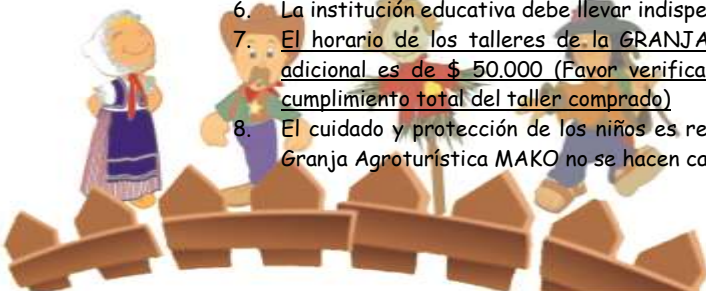 6. La institución educativa debe llevar indispe
7. El horario de los talleres de la GRANJA
adicional es de $ 50.000 (Favor verifica
cumplimiento total del taller comprado)
8. El cuidado y protección de los niños es re
Granja Agroturística MAKO no se hacen ca